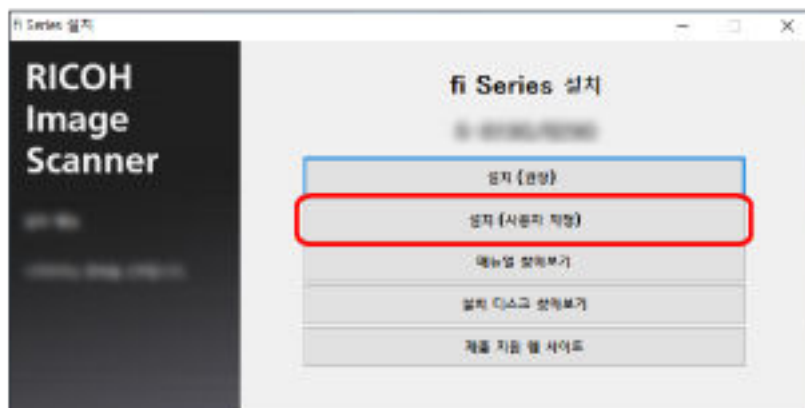 fi Series 설치
RICOH
Image
Scanner
fi Series 설치
설치 (권장)
설치 (사용자 지정)
매뉴얼 찾아보기
설치 디스크 찾아보기
제품 지원 웹 사이트